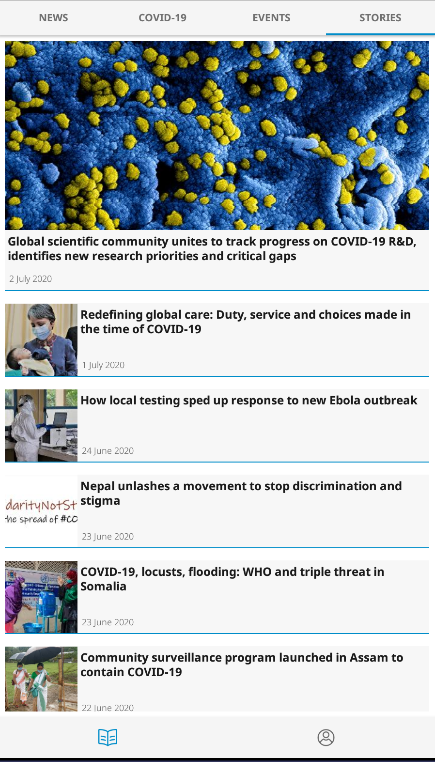 NEWS
COVID-19
EVENTS
STORIES
Global scientific community unites to track progress on COVID-19 R&D,
identifies new research priorities and critical gaps
2 July 2020
Redefining global care: Duty, service and choices made in
the time of COVID-19
1 July 2020
How local testing sped up response to new Ebola outbreak
24 June 2020
Nepal unleashes a movement to stop discrimination and
stigma
darityNotSt
he spread of #CO
23 June 2020
COVID-19, locusts, flooding: WHO and triple threat in
Somalia
23 June 2020
Community surveillance program launched in Assam to
contain COVID-19
22 June 2020